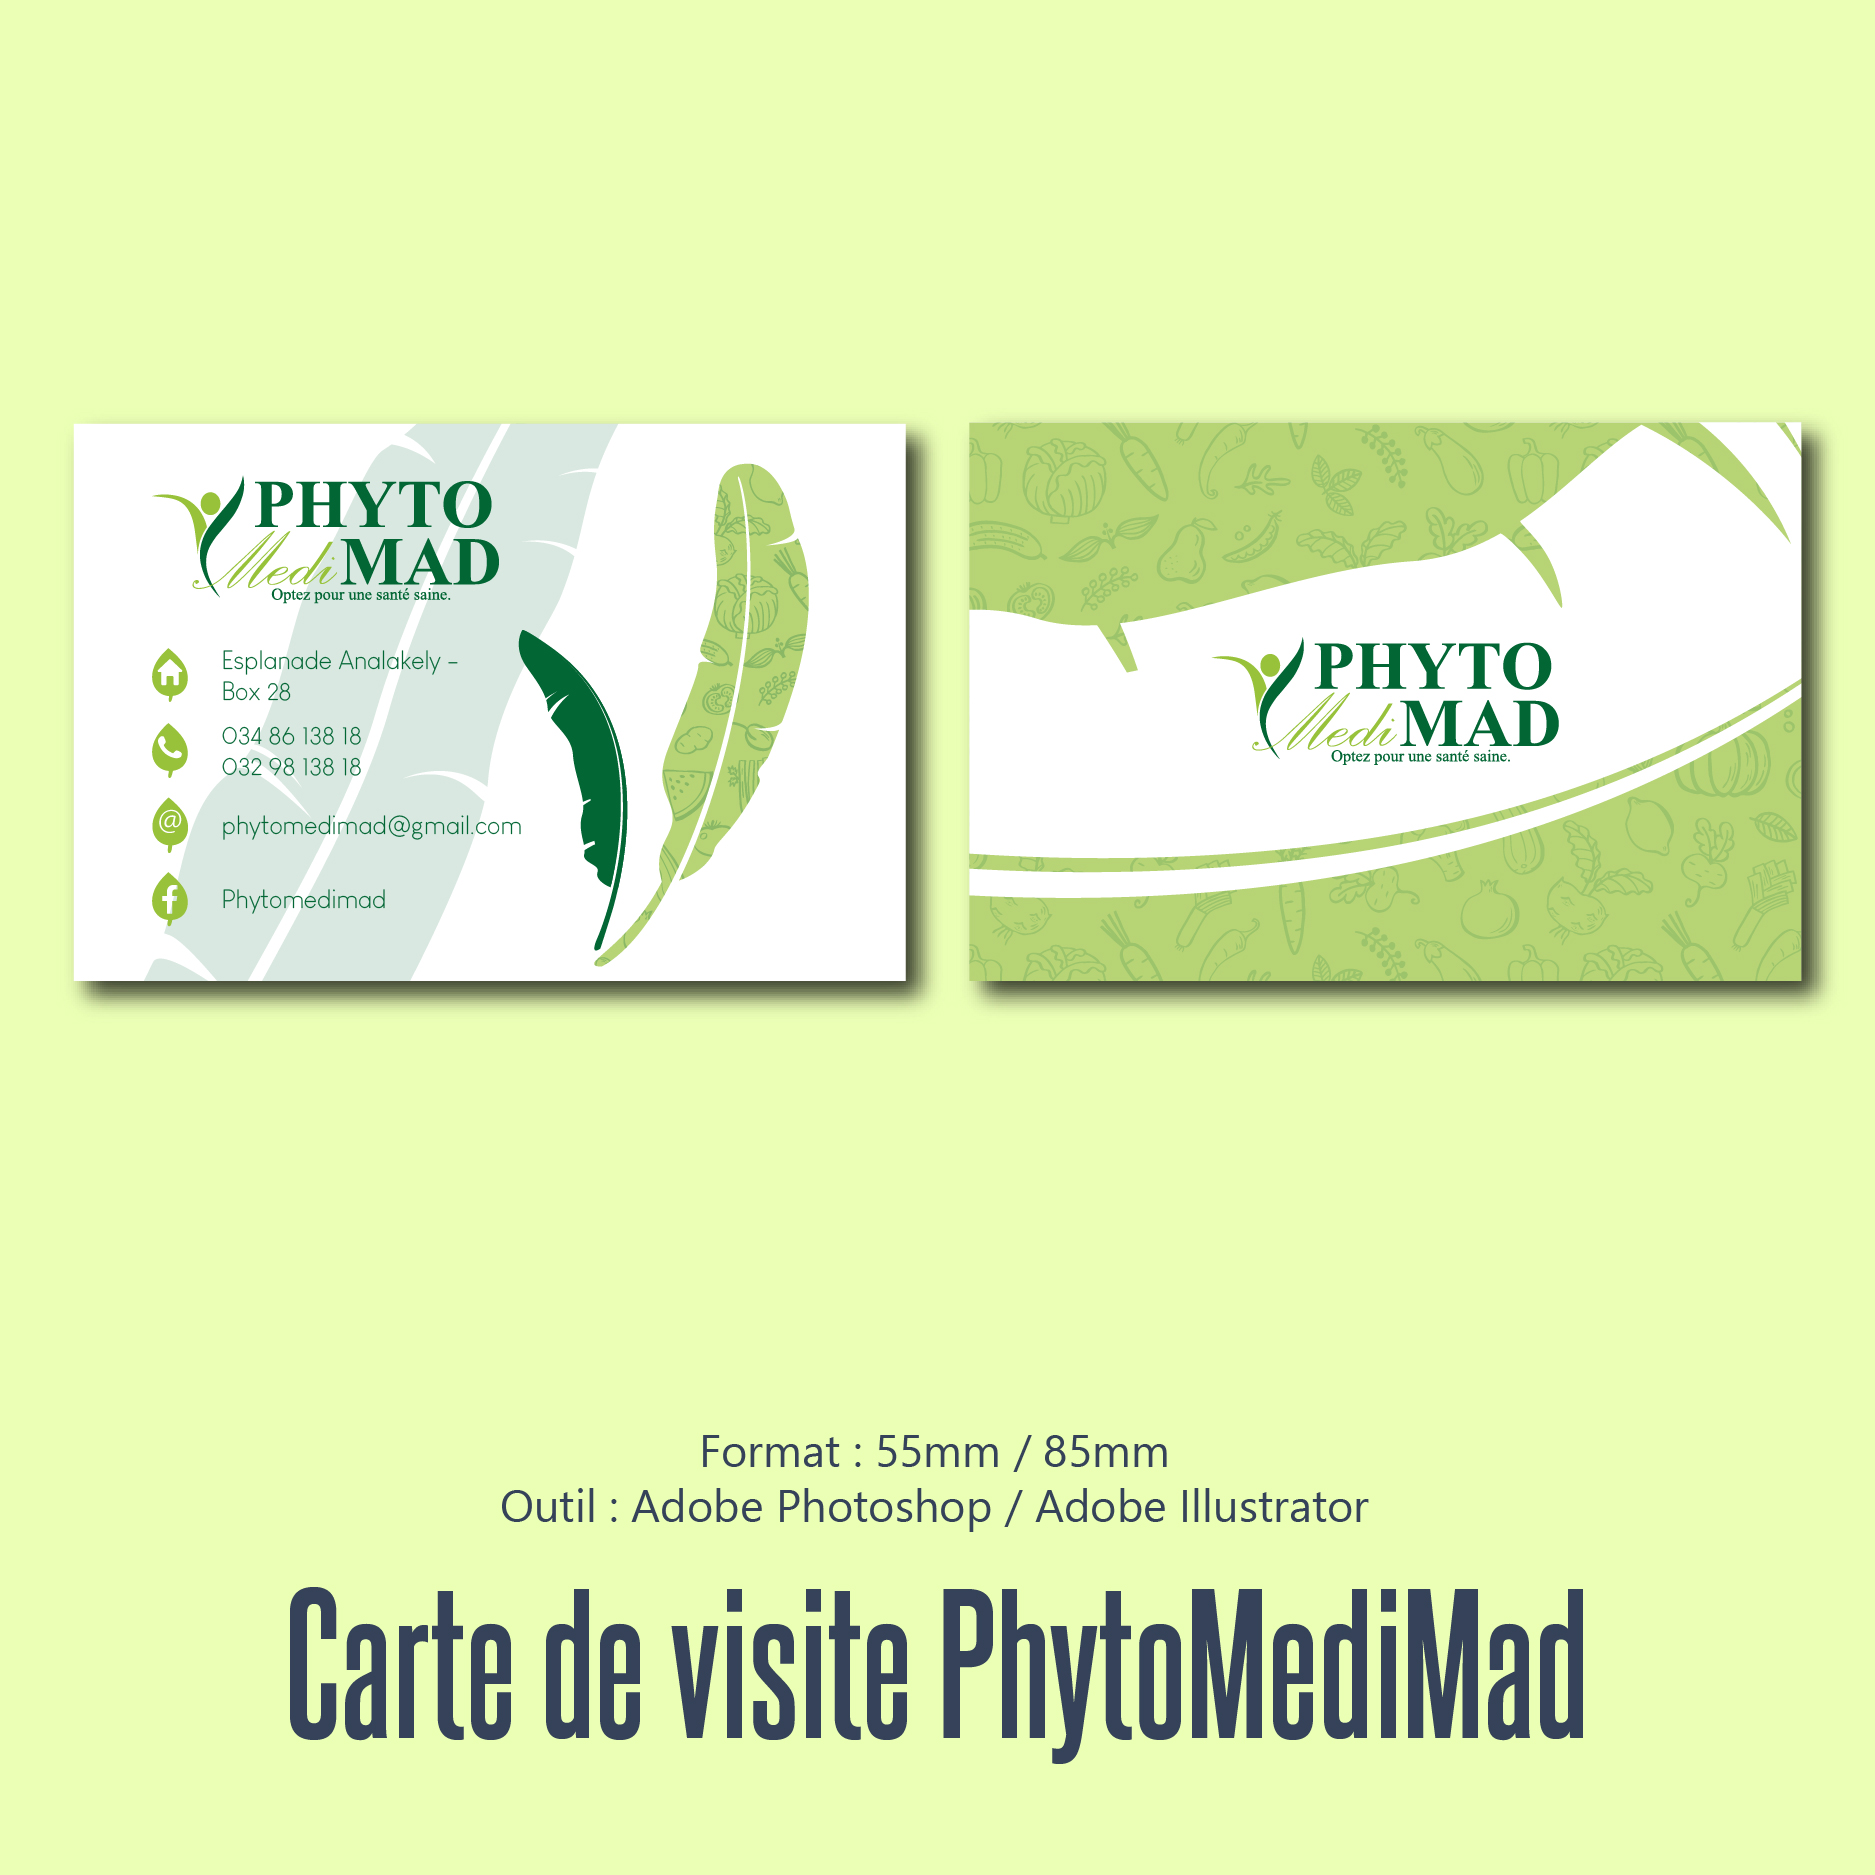 PHYTO
Medi MAD
Optez pour une santé saine.
Esplanade Analakely -
Box 28
034 86 138 18
032 98 138 18
@
phytomedimad@gmail.com
f
Phytomedimad
PHYTO
Medi MAD
Optez pour une santé saine.
Format : 55mm / 85mm
Outil : Adobe Photoshop / Adobe Illustrator
Carte de visite PhytoMediMad